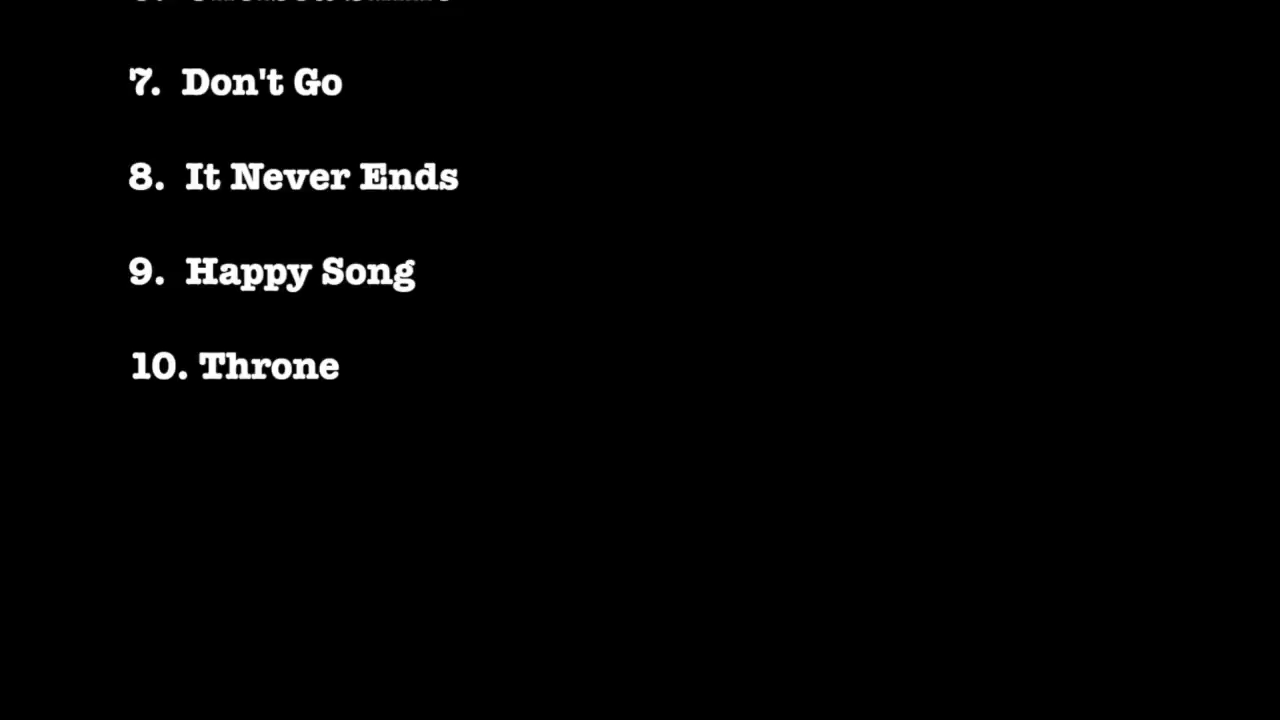 7. Don't Go
8. It Never Ends
9. Happy Song
10. Throne